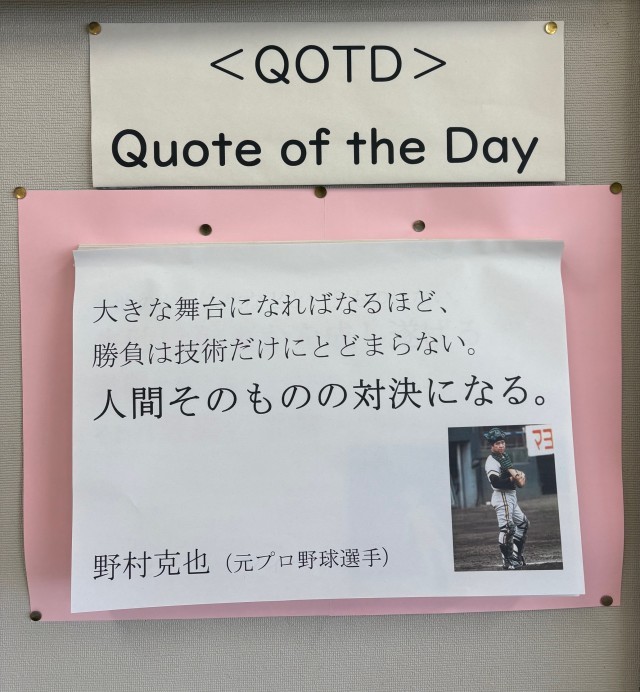 ＜QOTD＞
Quote of the Day
大きな舞台になればなるほど、
勝負は技術だけにとどまらない。
人間そのものの対決になる。
マヨ
野村克也（元プロ野球選手）